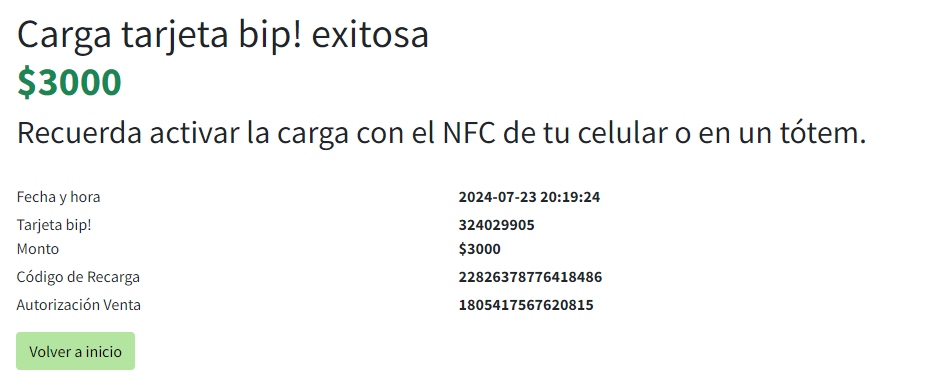 Carga tarjeta bip! exitosa
$3000
Recuerda activar la carga con el NFC de tu celular o en un tótem.
Fecha y hora 2024-07-23 20:19:24
Tarjeta bip! 324029905
Monto $3000
Código de Recarga 22826378776418486
Autorización Venta 1805417567620815
Volver a inicio